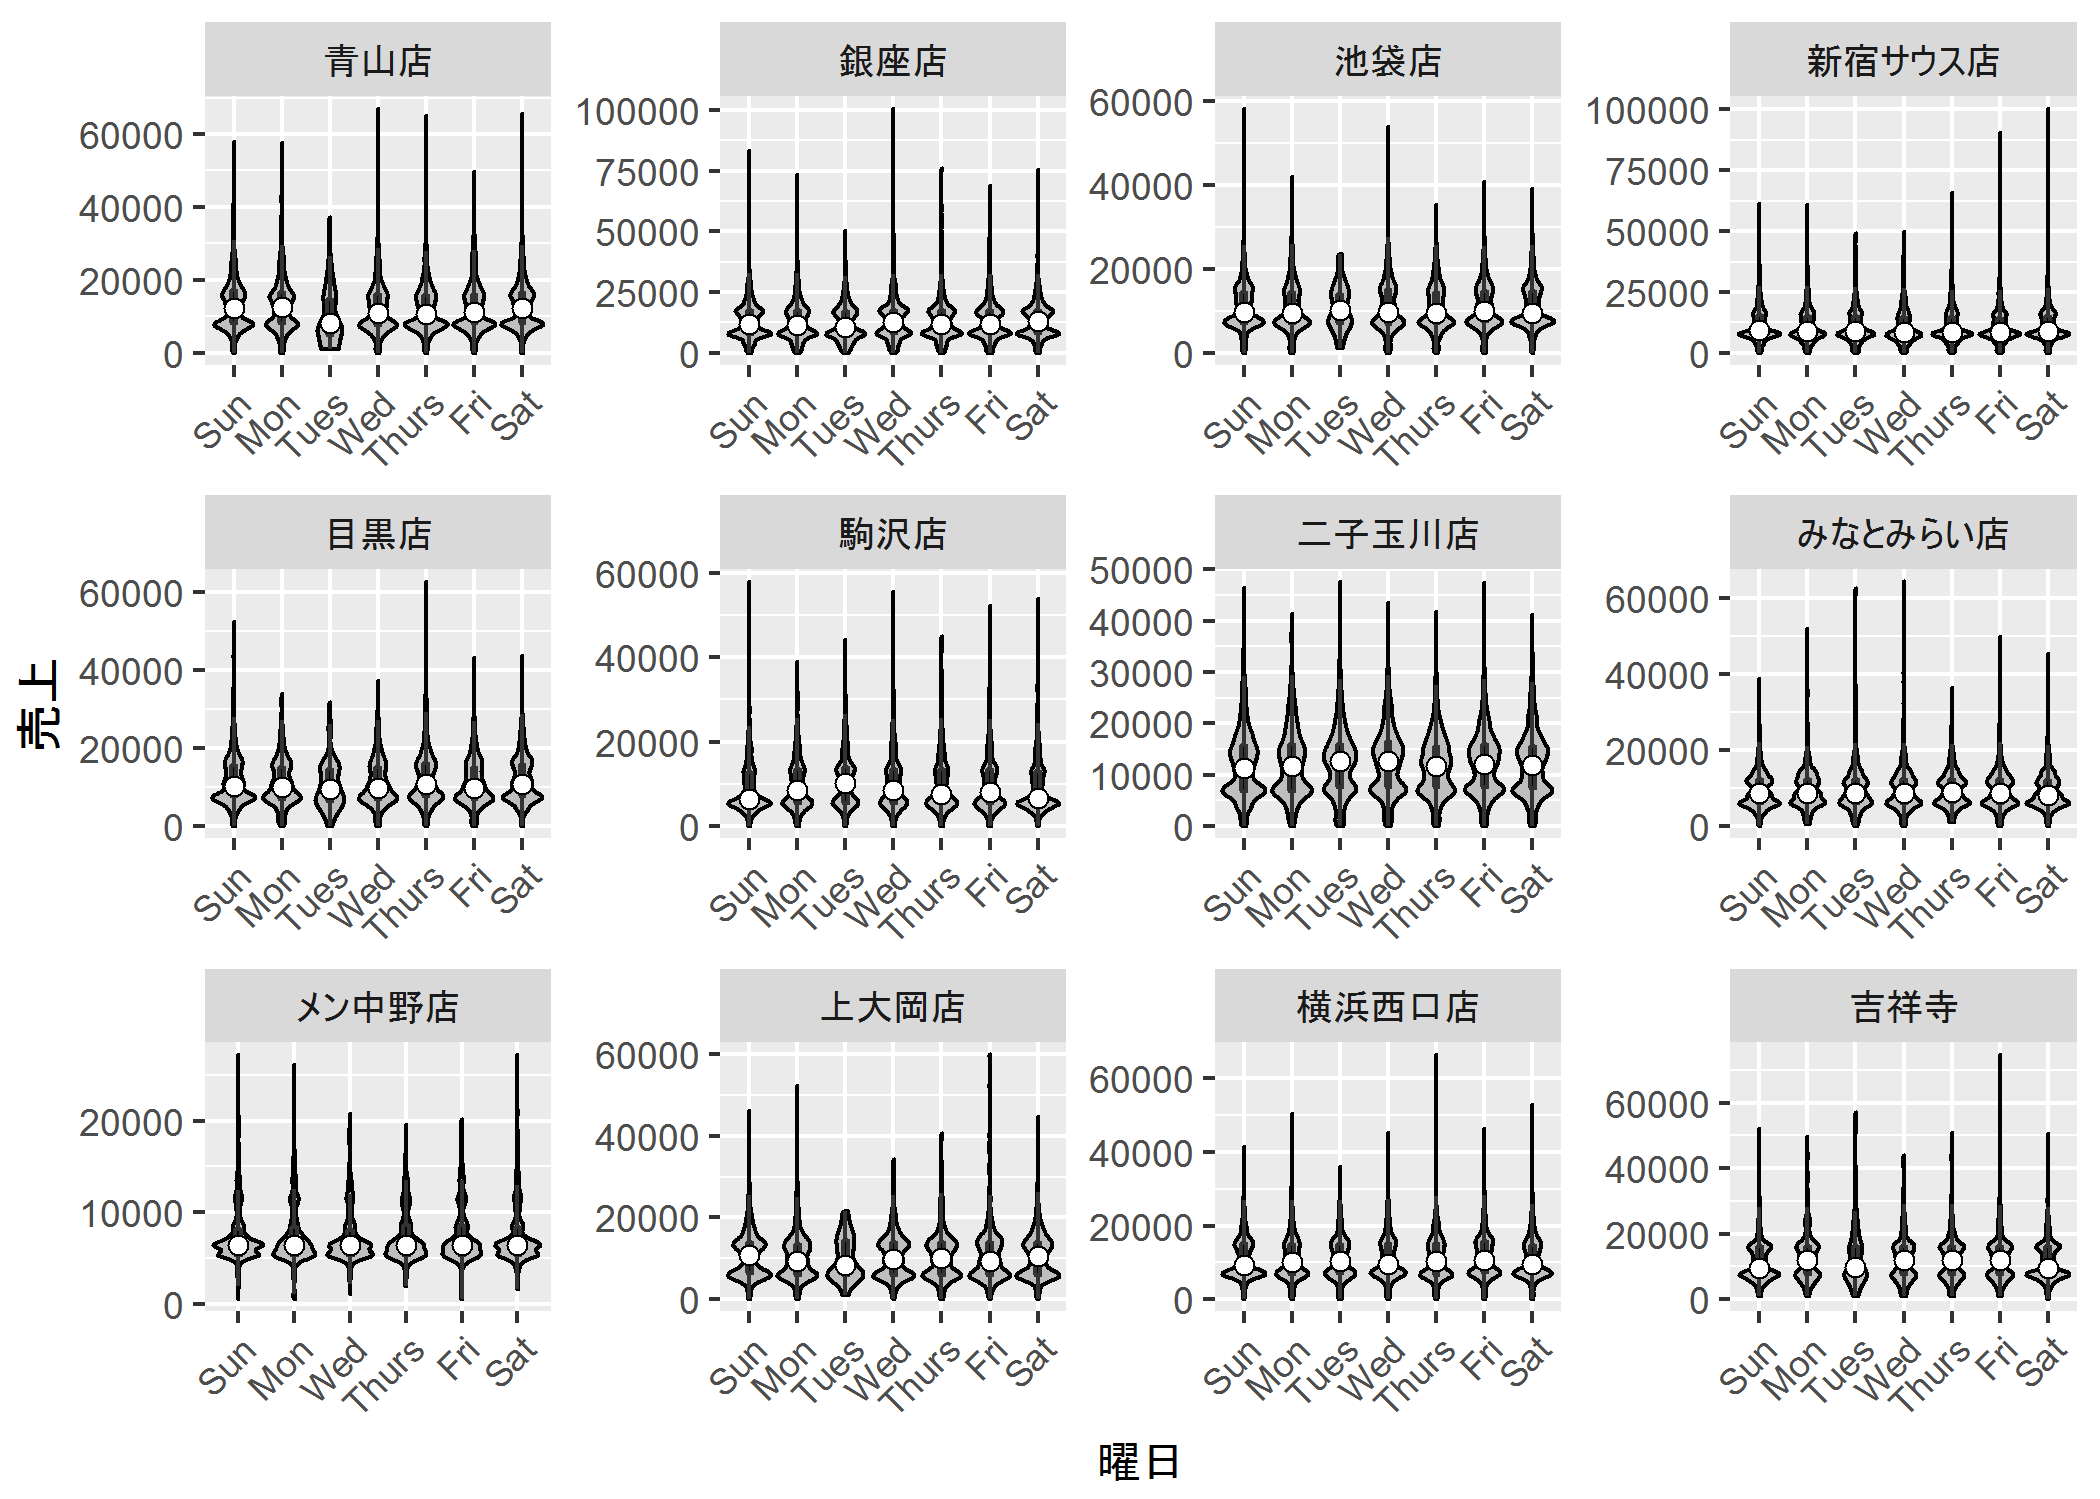 青山店
銀座店
池袋店
新宿サウス店
60000
40000
20000
0
100000
75000
50000
25000
0
60000
40000
20000
0
100000
75000
50000
25000
0
Sun Mon Tues Wed Thurs Fri Sat
Sun Mon Tues Wed Thurs Fri Sat
Sun Mon Tues Wed Thurs Fri Sat
Sun Mon Tues Wed Thurs Fri Sat
売上
目黒店
駒沢店
二子玉川店
みなとみらい店
60000
40000
20000
0
60000
40000
20000
0
50000
40000
30000
20000
10000
0
60000
40000
20000
0
Sun Mon Tues Wed Thurs Fri Sat
Sun Mon Tues Wed Thurs Fri Sat
Sun Mon Tues Wed Thurs Fri Sat
Sun Mon Tues Wed Thurs Fri Sat
メン中野店
上大岡店
横浜西口店
吉祥寺
20000
10000
0
60000
40000
20000
0
60000
40000
20000
0
60000
40000
20000
0
Sun Mon Wed Thurs Fri Sat
Sun Mon Tues Wed Thurs Fri Sat
Sun Mon Tues Wed Thurs Fri Sat
Sun Mon Tues Wed Thurs Fri Sat
曜日